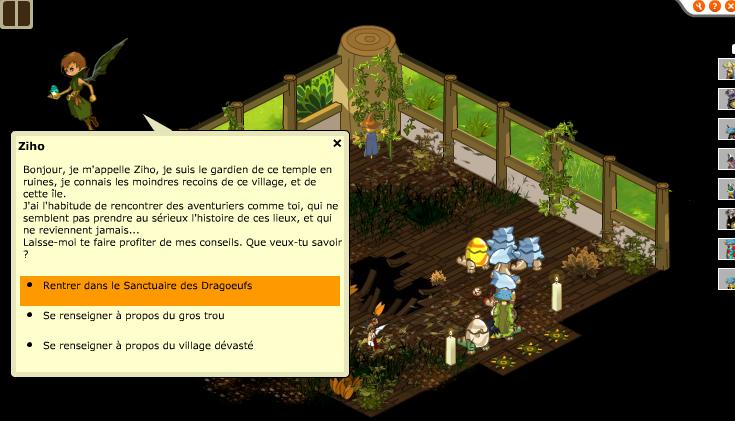 Ziho
Bonjour, je m'appelle Ziho, je suis le gardien de ce temple en
ruines, je connais les moindres recoins de ce village, et de
cette île.
J'ai l'habitude de rencontrer des aventuriers comme toi, qui ne
semblent pas prendre au sérieux l'histoire de ces lieux, et qui
ne reviennent jamais...
Laisse-moi te faire profiter de mes conseils. Que veux-tu savoir
?
Rentrer dans le Sanctuaire des Dragoeufs
Se renseigner à propos du gros trou
Se renseigner à propos du village dévasté